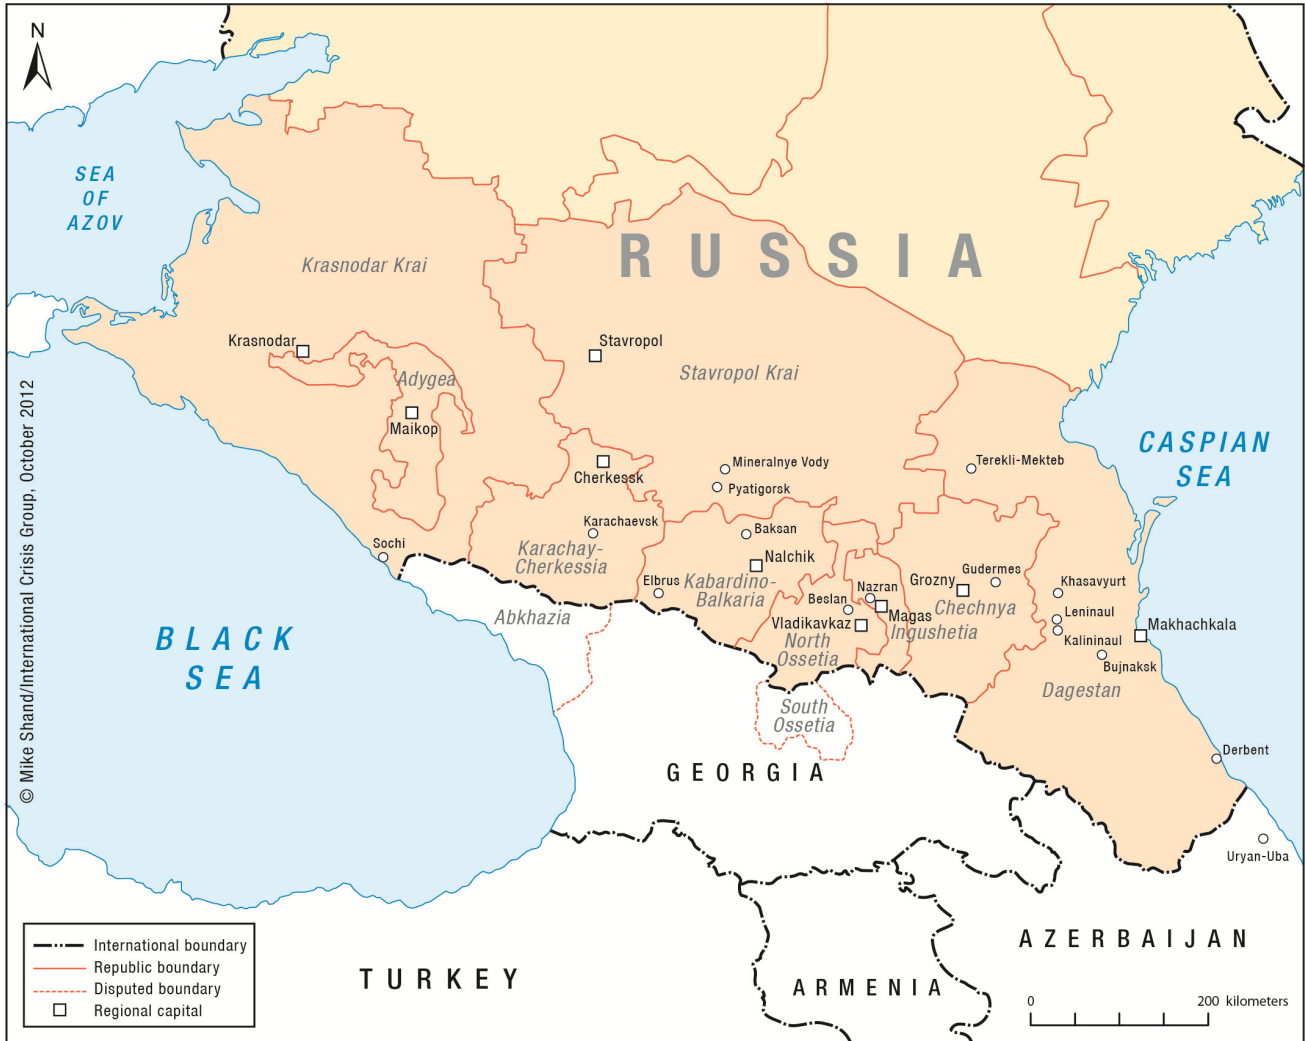 N
SEA
OF
AZOV
RUSSIA
Krasnodar Krai
Krasnodar
Stavropol
Stavropol Krai
Adygea
Maikop
CASPIAN
SEA
Mineralnye Vody
Terekli-Mekteb
Cherkessk
Pyatigorsk
Karachaevsk
Baksan
Sochi
Karachay-
Cherkessia
Nalchik
Elbrus
Kabardino-
Balkaria
Nazran
Grozny
Gudermes
Khasavyurt
Beslan
Chechnya
Abkhazia
Magas
Leninaul
Vladikavkaz
Ingushetia
Makhachkala
North
Ossetia
Kalininaul
Bujnaksk
BLACK
SEA
Dagestan
South
Ossetia
Derbent
GEORGIA
Uryan-Uba
AZERBAIJAN
TURKEY
ARMENIA
International boundary
Republic boundary
Disputed boundary
Regional capital
0 200 kilometers
© Mike Shand/International Crisis Group, October 2012